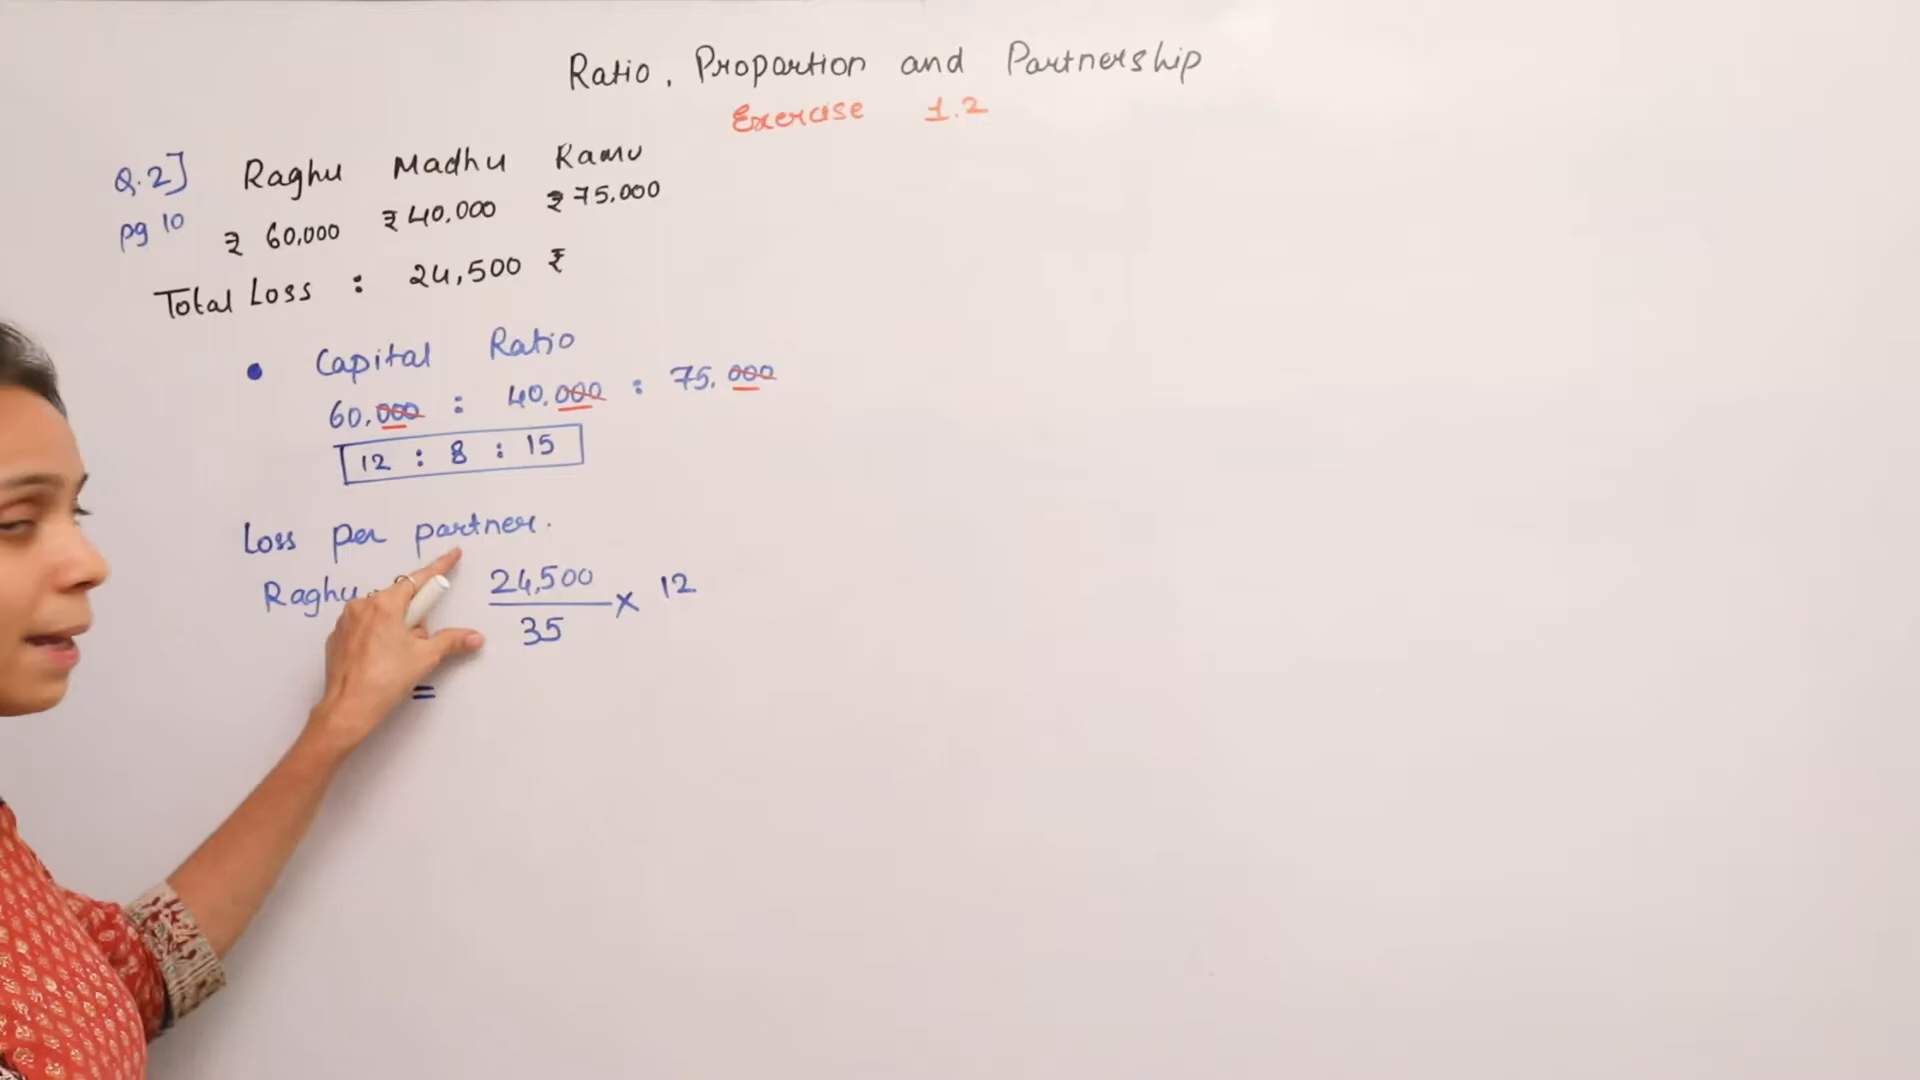 Ratio, Proportion and Partnership
Exercise 1.2
Q.2] Raghu Madhu Ramu
pg 10 ₹ 60,000 ₹ 40,000 ₹ 75,000
Total Loss : 24,500 ₹
• Capital Ratio
60,000 : 40,000 : 75,000
12 : 8 : 15
Loss per partner.
Raghu 24,500 / 35 × 12
=